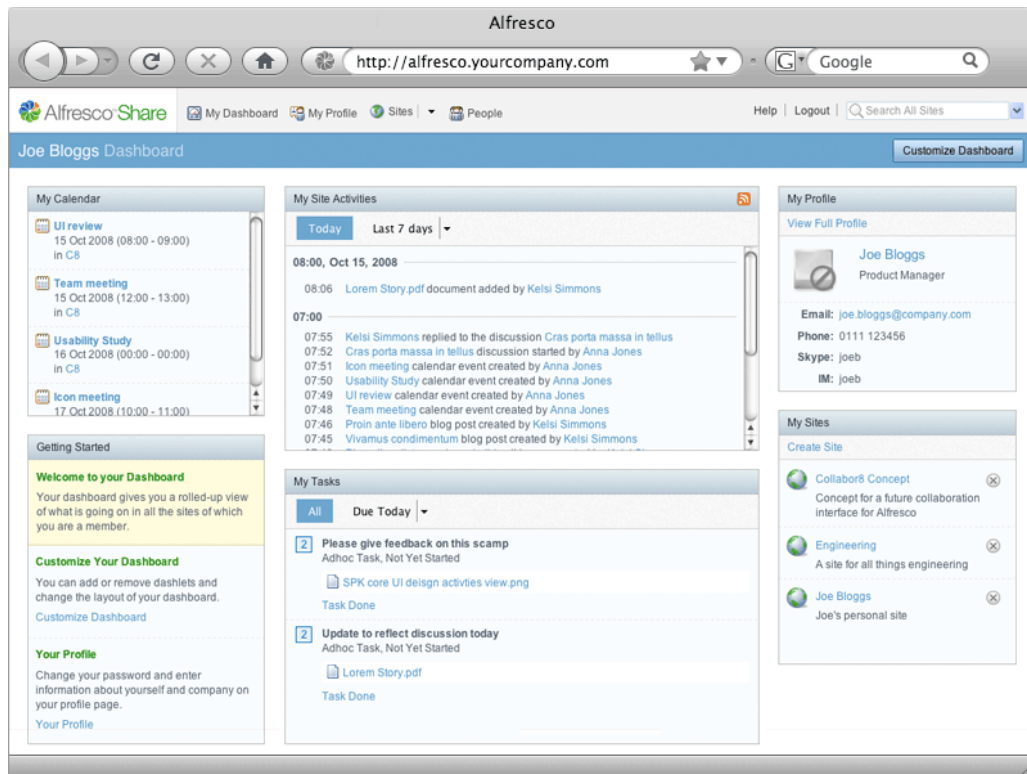 Alfresco
http://alfresco.yourcompany.com
G
Google
Alfresco Share
My Dashboard
My Profile
Sites
People
Help
Logout
Search All Sites
Joe Bloggs Dashboard
Customize Dashboard
My Calendar
UI review
15 Oct 2008 (08:00 - 09:00)
in C8
Team meeting
15 Oct 2008 (12:00 - 13:00)
in C8
Usability Study
16 Oct 2008 (00:00 - 00:00)
in C8
Icon meeting
17 Oct 2008 (10:00 - 11:00)
Getting Started
Welcome to your Dashboard
Your dashboard gives you a rolled-up view
of what is going on in all the sites of which
you are a member.
Customize Your Dashboard
You can add or remove dashlets and
change the layout of your dashboard.
Customize Dashboard
Your Profile
Change your password and enter
information about yourself and company on
your profile page.
Your Profile
My Site Activities
Today
Last 7 days
08:00, Oct 15, 2008
08:06 Lorem Story.pdf document added by Kelsi Simmons
07:00
07:55 Kelsi Simmons replied to the discussion Cras porta massa in tellus
07:52 Cras porta massa in tellus discussion started by Anna Jones
07:51 Icon meeting calendar event created by Anna Jones
07:50 Usability Study calendar event created by Anna Jones
07:49 UI review calendar event created by Anna Jones
07:48 Team meeting calendar event created by Anna Jones
07:46 Proin ante libero blog post created by Kelsi Simmons
07:45 Vivamus condimentum blog post created by Kelsi Simmons
My Tasks
All
Due Today
2 Please give feedback on this scamp
Adhoc Task, Not Yet Started
SPK core UI deisgn activties view.png
Task Done
2 Update to reflect discussion today
Adhoc Task, Not Yet Started
Lorem Story.pdf
Task Done
My Profile
View Full Profile
Joe Bloggs
Product Manager
Email: joe.bloggs@company.com
Phone: 0111 123456
Skype: joeb
IM: joeb
My Sites
Create Site
Collabor8 Concept
Concept for a future collaboration
interface for Alfresco
Engineering
A site for all things engineering
Joe Bloggs
Joe's personal site